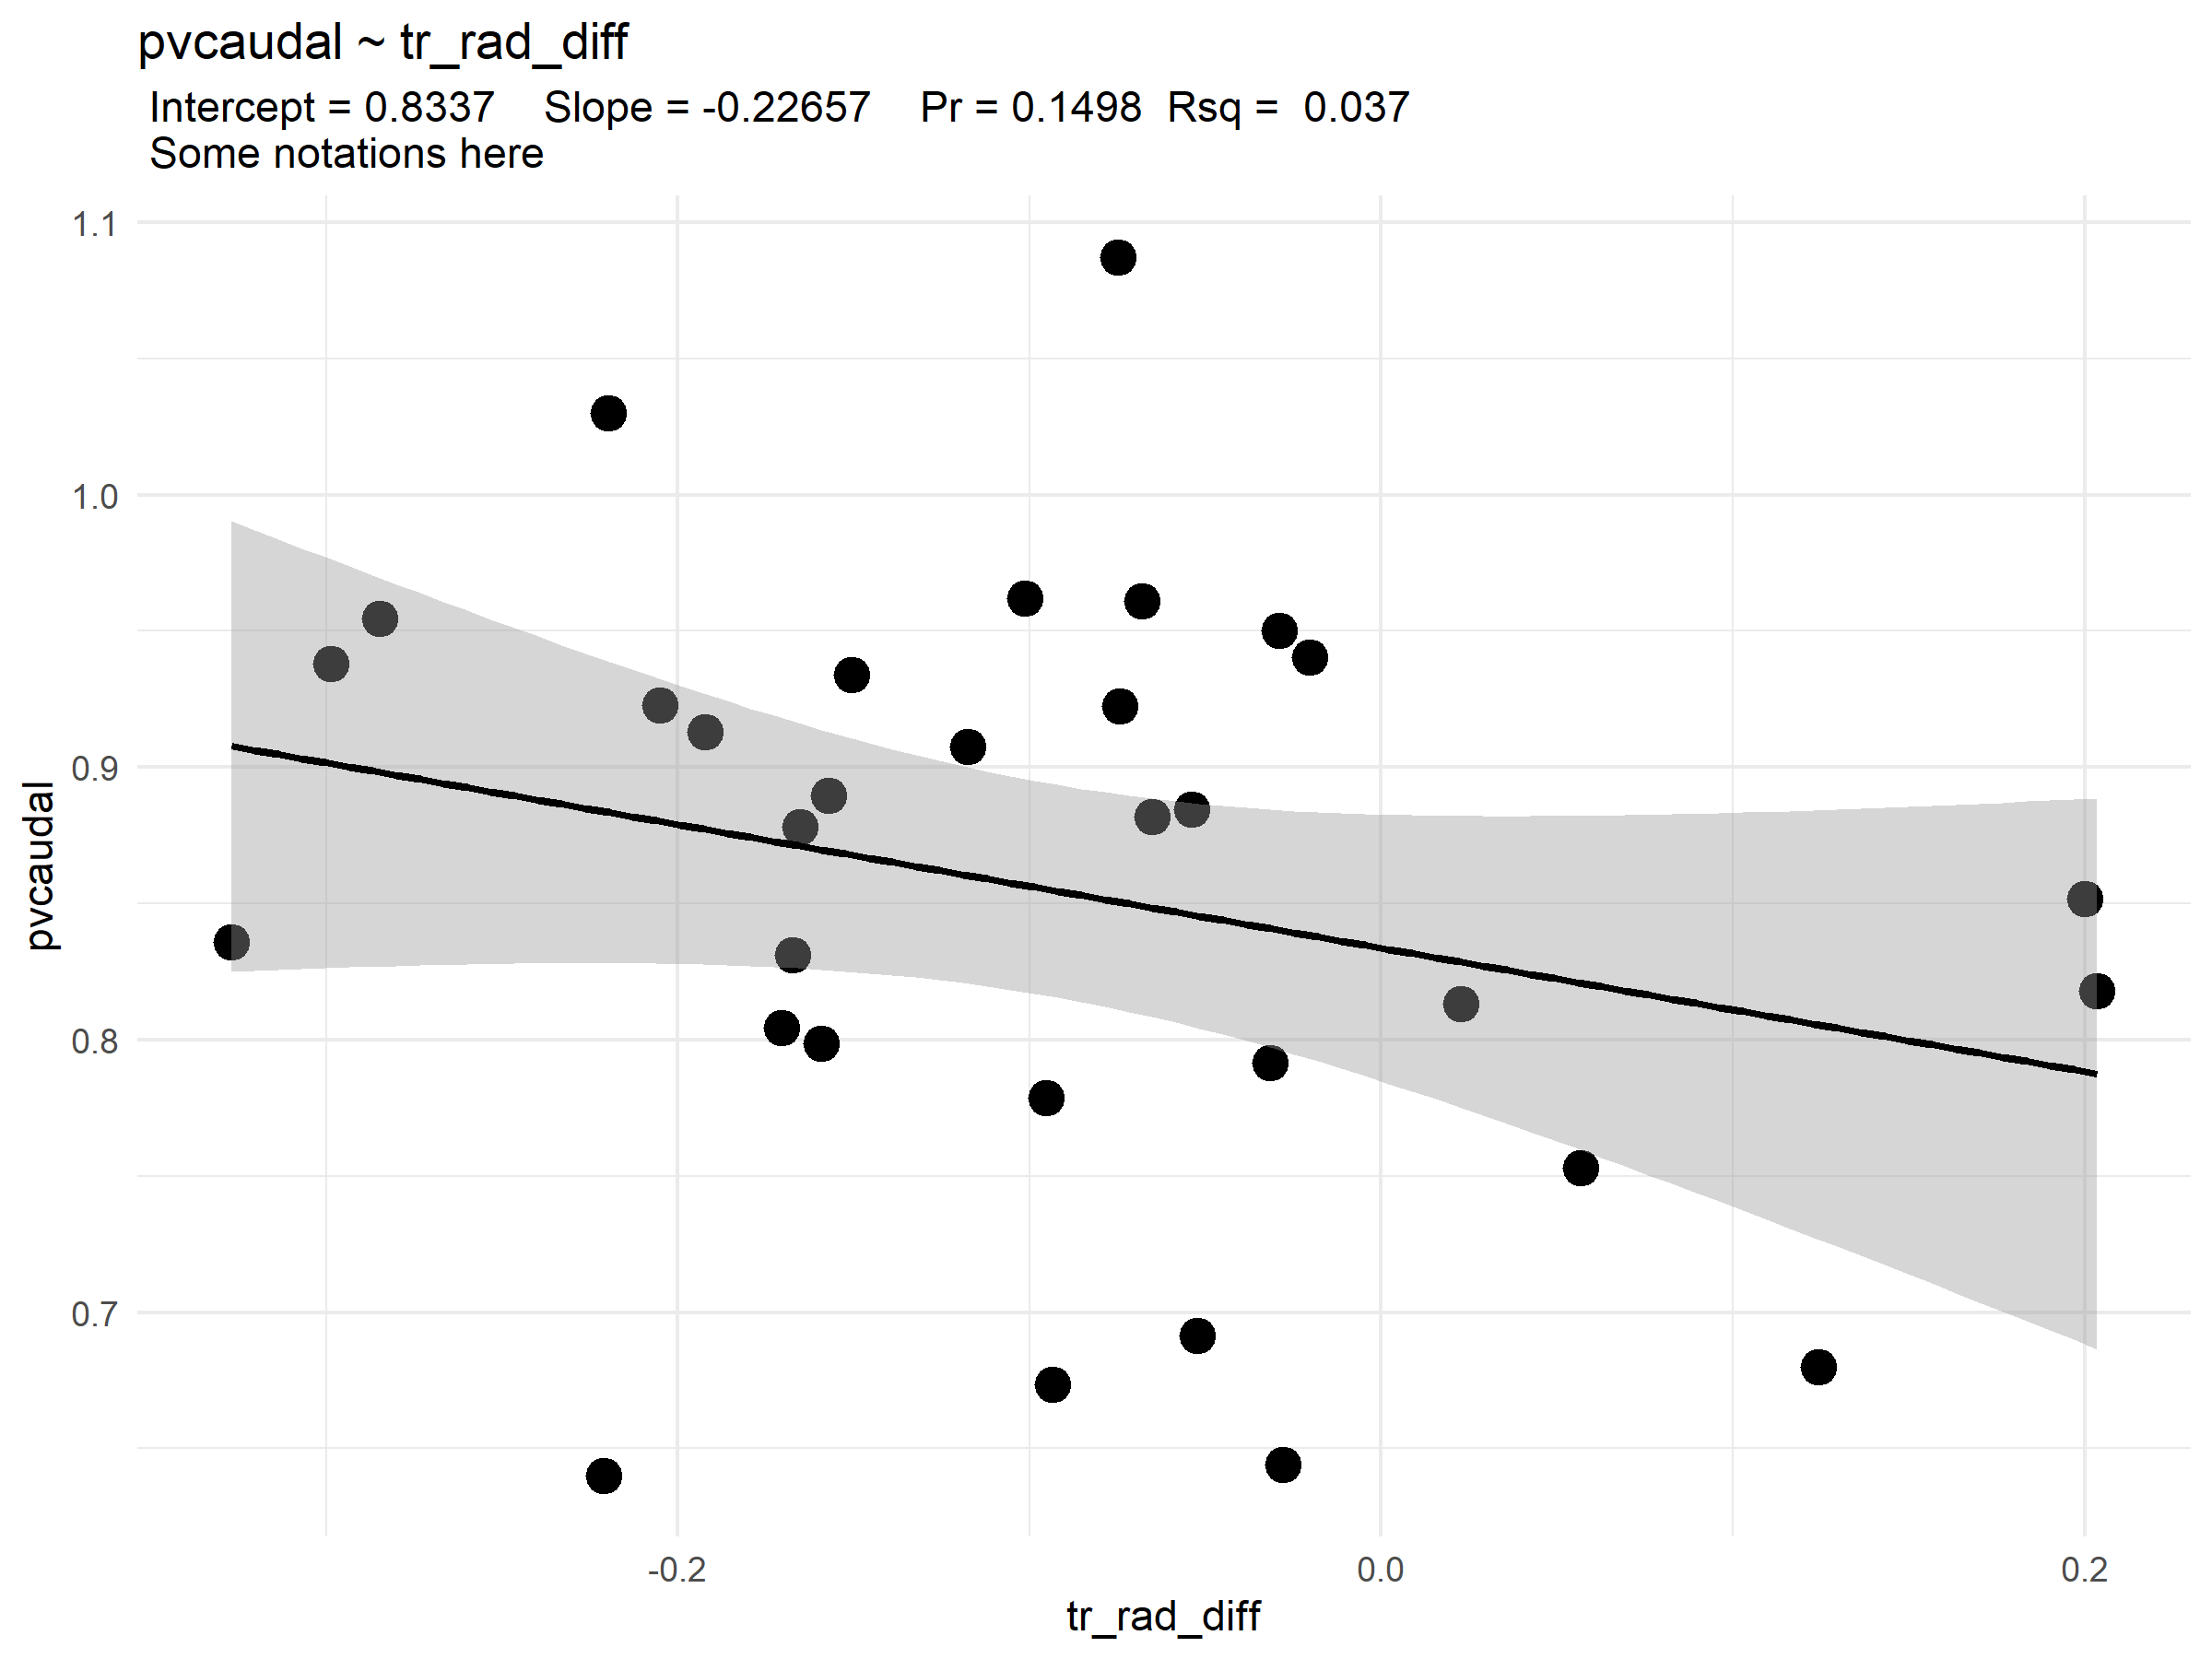 pvcaudal ~ tr_rad_diff
Intercept = 0.8337 Slope = -0.22657 Pr = 0.1498 Rsq = 0.037
Some notations here
1.1
1.0
0.9
0.8
0.7
pvcaudal
-0.2 0.0 0.2
tr_rad_diff